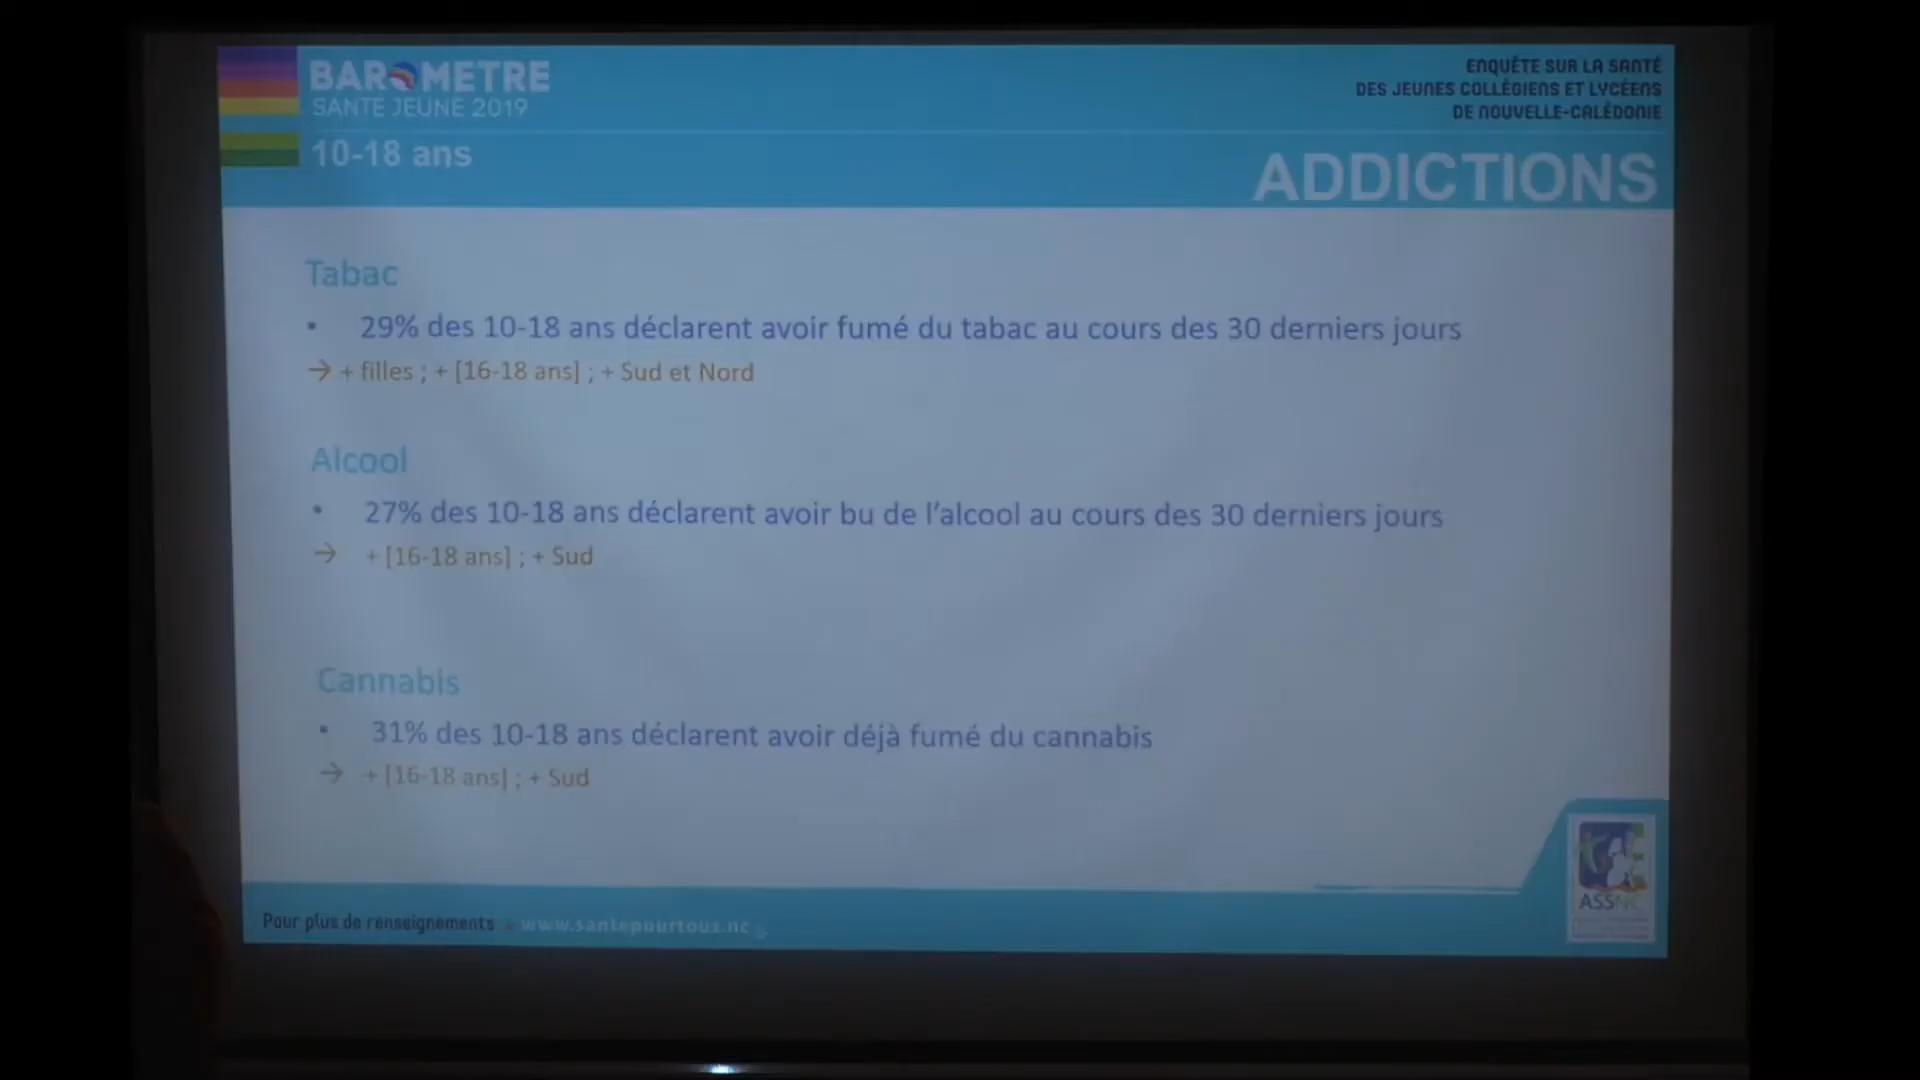 BAROMETRE
SANTE JEUNE 2019
10-18 ans
ENQUÊTE SUR LA SANTÉ
DES JEUNES COLLÉGIENS ET LYCÉENS
DE NOUVELLE-CALÉDONIE
ADDICTIONS
Tabac
• 29% des 10-18 ans déclarent avoir fumé du tabac au cours des 30 derniers jours
→ + filles ; + [16-18 ans] ; + Sud et Nord
Alcool
• 27% des 10-18 ans déclarent avoir bu de l'alcool au cours des 30 derniers jours
→ + [16-18 ans] ; + Sud
Cannabis
• 31% des 10-18 ans déclarent avoir déjà fumé du cannabis
→ + [16-18 ans] ; + Sud
Pour plus de renseignements www.santepourtous.nc
ASSNC